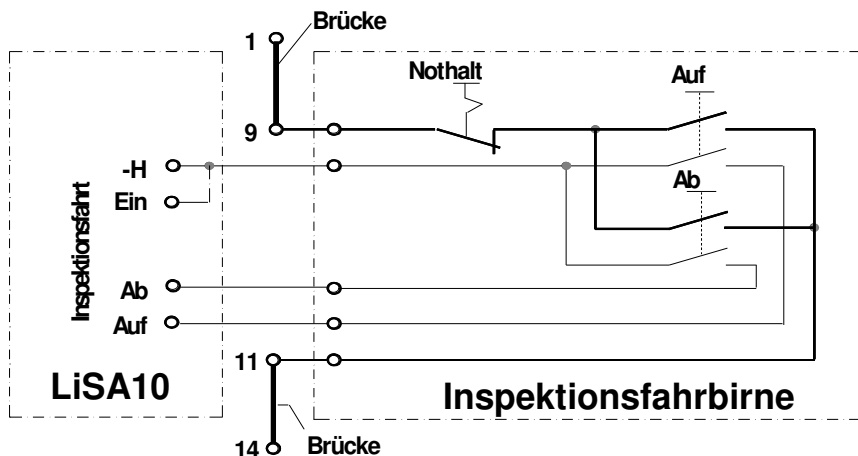 Brücke
1
Nothalt
Auf
9
-H
Ein
Ab
Inspektionsfahrt
Ab
Auf
11
LiSA10
Inspektionsfahrbirne
14
Brücke